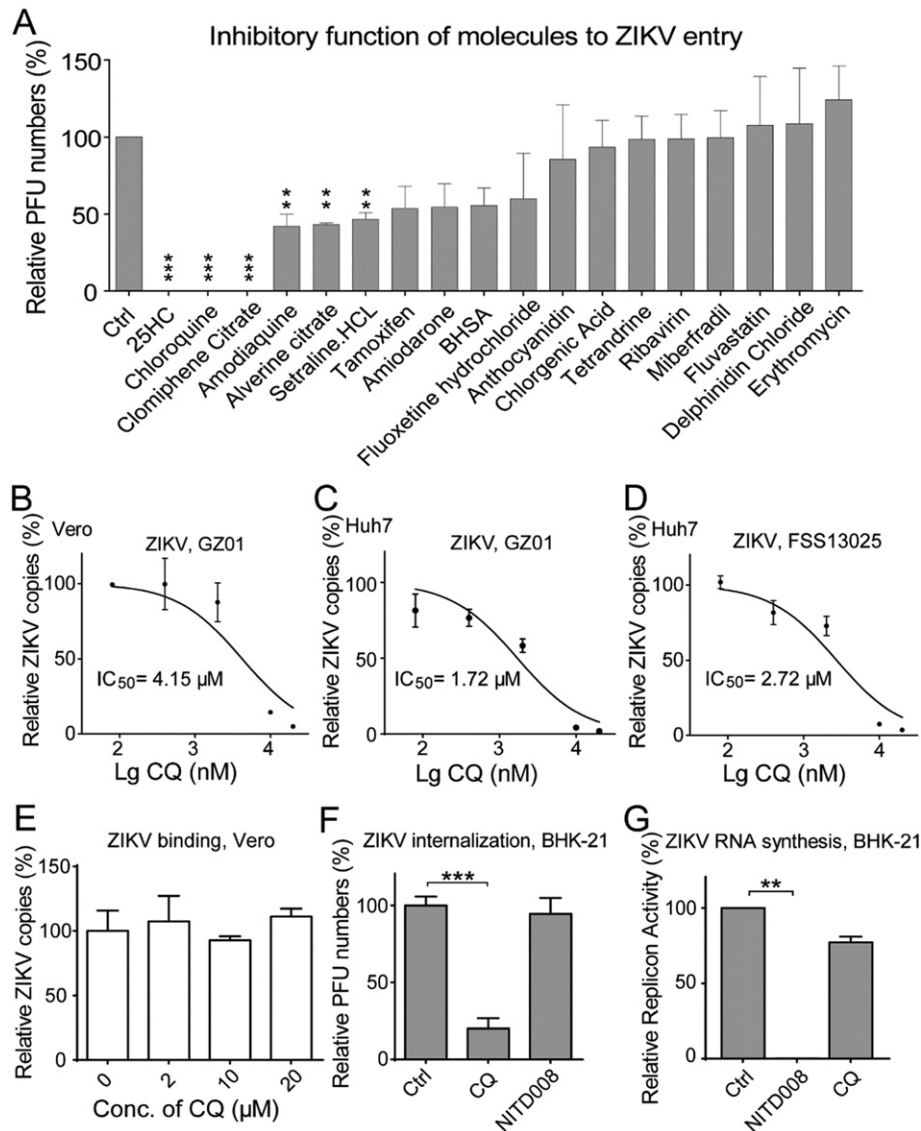 A
Inhibitory function of molecules to ZIKV entry
Relative PFU numbers (%)
150
100
50
0
***
***
***
**
**
**
Ctrl
25HC
Chloroquine
Clomiphene Citrate
Amodiaquine
Alverine citrate
Setraline.HCL
Tamoxtfen
Amiodarone
BHSA
Fluoxetine hydrochloride
Anthocyanidin
Chlorgenic Acid
Tetrandrine
Ribavirin
Miberfradil
Fluvastatin
Delphinidin Chloride
Erythromycin
B
Vero
ZIKV, GZ01
Relative ZIKV copies (%)
100
50
0
IC50= 4.15 µM
2 3 4
Lg CQ (nM)
C
Huh7
ZIKV, GZ01
Relative ZIKV copies (%)
100
50
0
IC50= 1.72 µM
2 3 4
Lg CQ (nM)
D
Huh7
ZIKV, FSS13025
Relative ZIKV copies (%)
100
50
0
IC50= 2.72 µM
2 3 4
Lg CQ (nM)
E
ZIKV binding, Vero
Relative ZIKV copies (%)
150
100
50
0
0 2 10 20
Conc. of CQ (µM)
F
ZIKV internalization, BHK-21
Relative PFU numbers (%)
100
50
0
***
Ctrl
CQ
NITD008
G
ZIKV RNA synthesis, BHK-21
Relative Replicon Activity (%)
100
50
0
**
Ctrl
NITD008
CQ